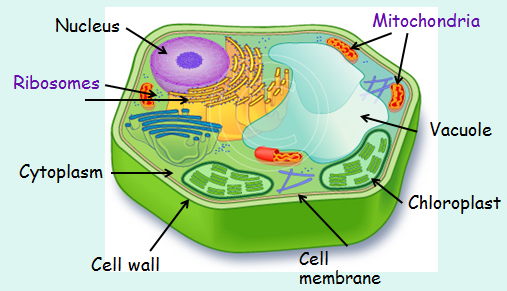 Nucleus
Mitochondria
Ribosomes
Vacuole
Cytoplasm
Chloroplast
Cell wall
Cell
membrane